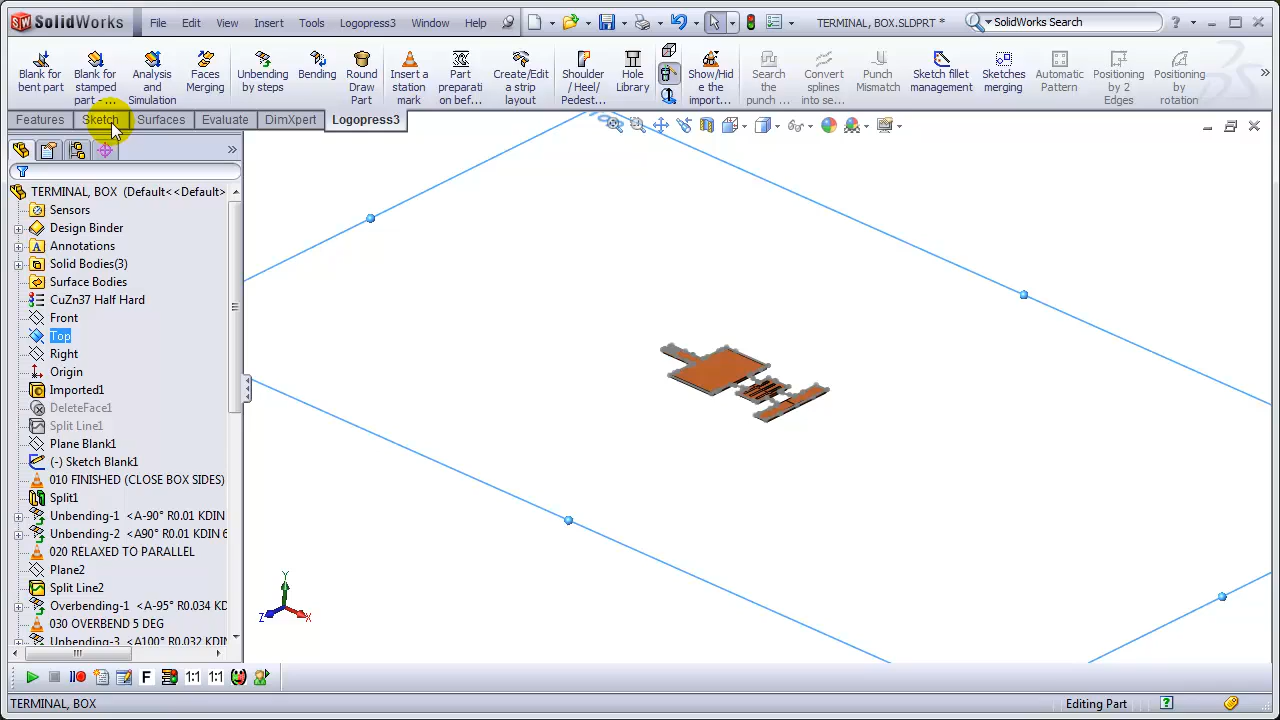 SolidWorks File Edit View Insert Tools Logopress3 Window Help TERMINAL, BOX.SLDPRT * SolidWorks Search
Blank for bent part
Blank for stamped part - ...
Analysis and Simulation
Faces Merging
Unbending by steps
Bending
Round Draw Part
Insert a station mark
Part preparati on bef...
Create/Edit a strip layout
Shoulder / Heel / Pedest...
Hole Library
Show/Hid e the import...
Search the punch ...
Convert splines into se...
Punch Mismatch
Sketch fillet management
Sketches merging
Automatic Pattern
Positioning by 2 Edges
Positioning by rotation
Features Sketch Surfaces Evaluate DimXpert Logopress3
TERMINAL, BOX (Default<<Default>
Sensors
Design Binder
Annotations
Solid Bodies(3)
Surface Bodies
CuZn37 Half Hard
Front
Top
Right
Origin
Imported1
DeleteFace1
Split Line1
Plane Blank1
(-) Sketch Blank1
010 FINISHED (CLOSE BOX SIDES)
Split1
Unbending-1 <A-90° R0.01 KDIN
Unbending-2 <A90° R0.01 KDIN 6
020 RELAXED TO PARALLEL
Plane2
Split Line2
Overbending-1 <A-95° R0.034 KD
030 OVERBEND 5 DEG
Unbending-3 <A100° R0.032 KDI
Y
Z X
F 1:1 1:1
TERMINAL, BOX Editing Part